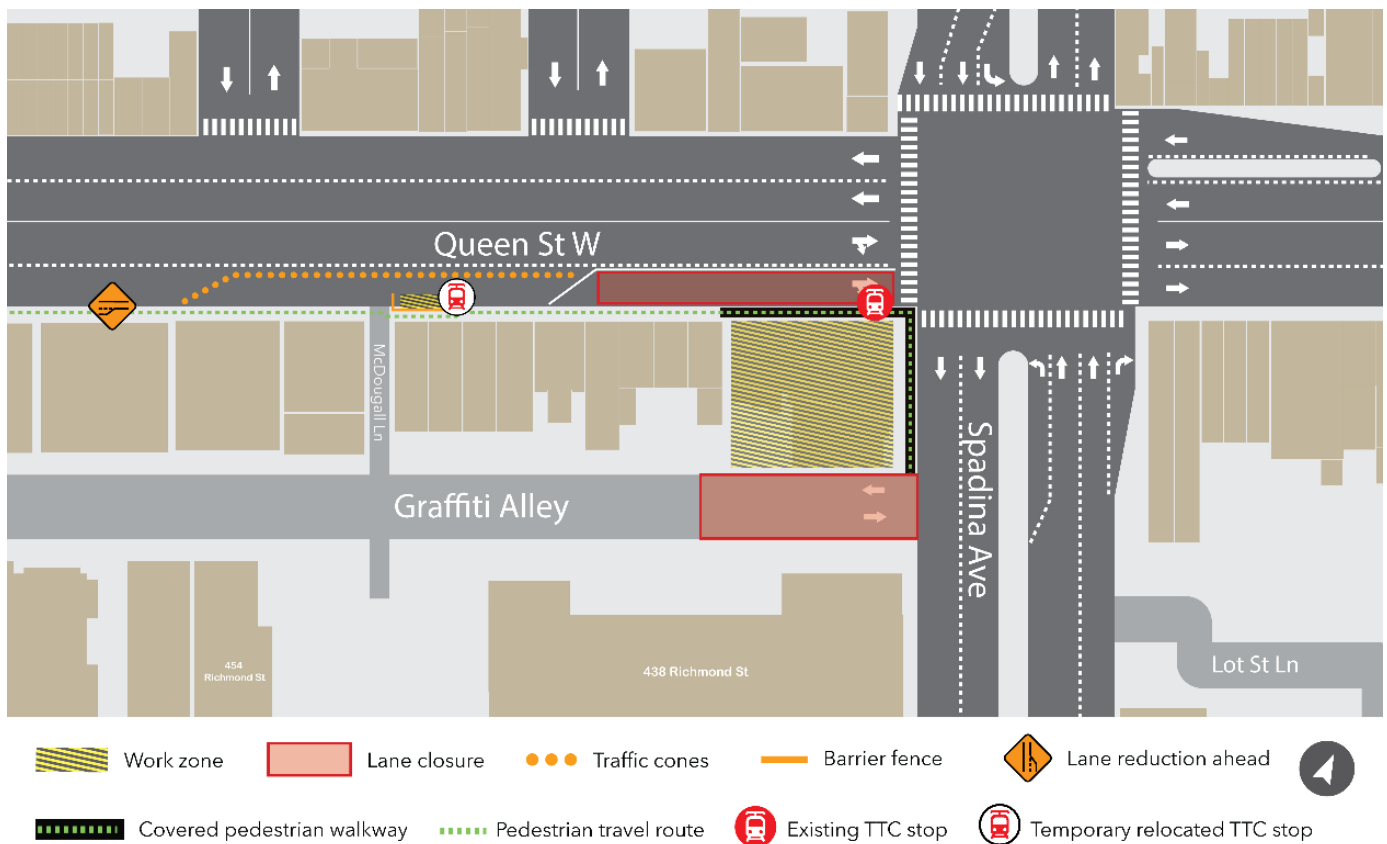 Queen St W
McDougall Ln
Graffiti Alley
Spadina Ave
454
Richmond St
438 Richmond St
Lot St Ln
Work zone
Lane closure
Traffic cones
Barrier fence
Lane reduction ahead
Covered pedestrian walkway
Pedestrian travel route
Existing TTC stop
Temporary relocated TTC stop